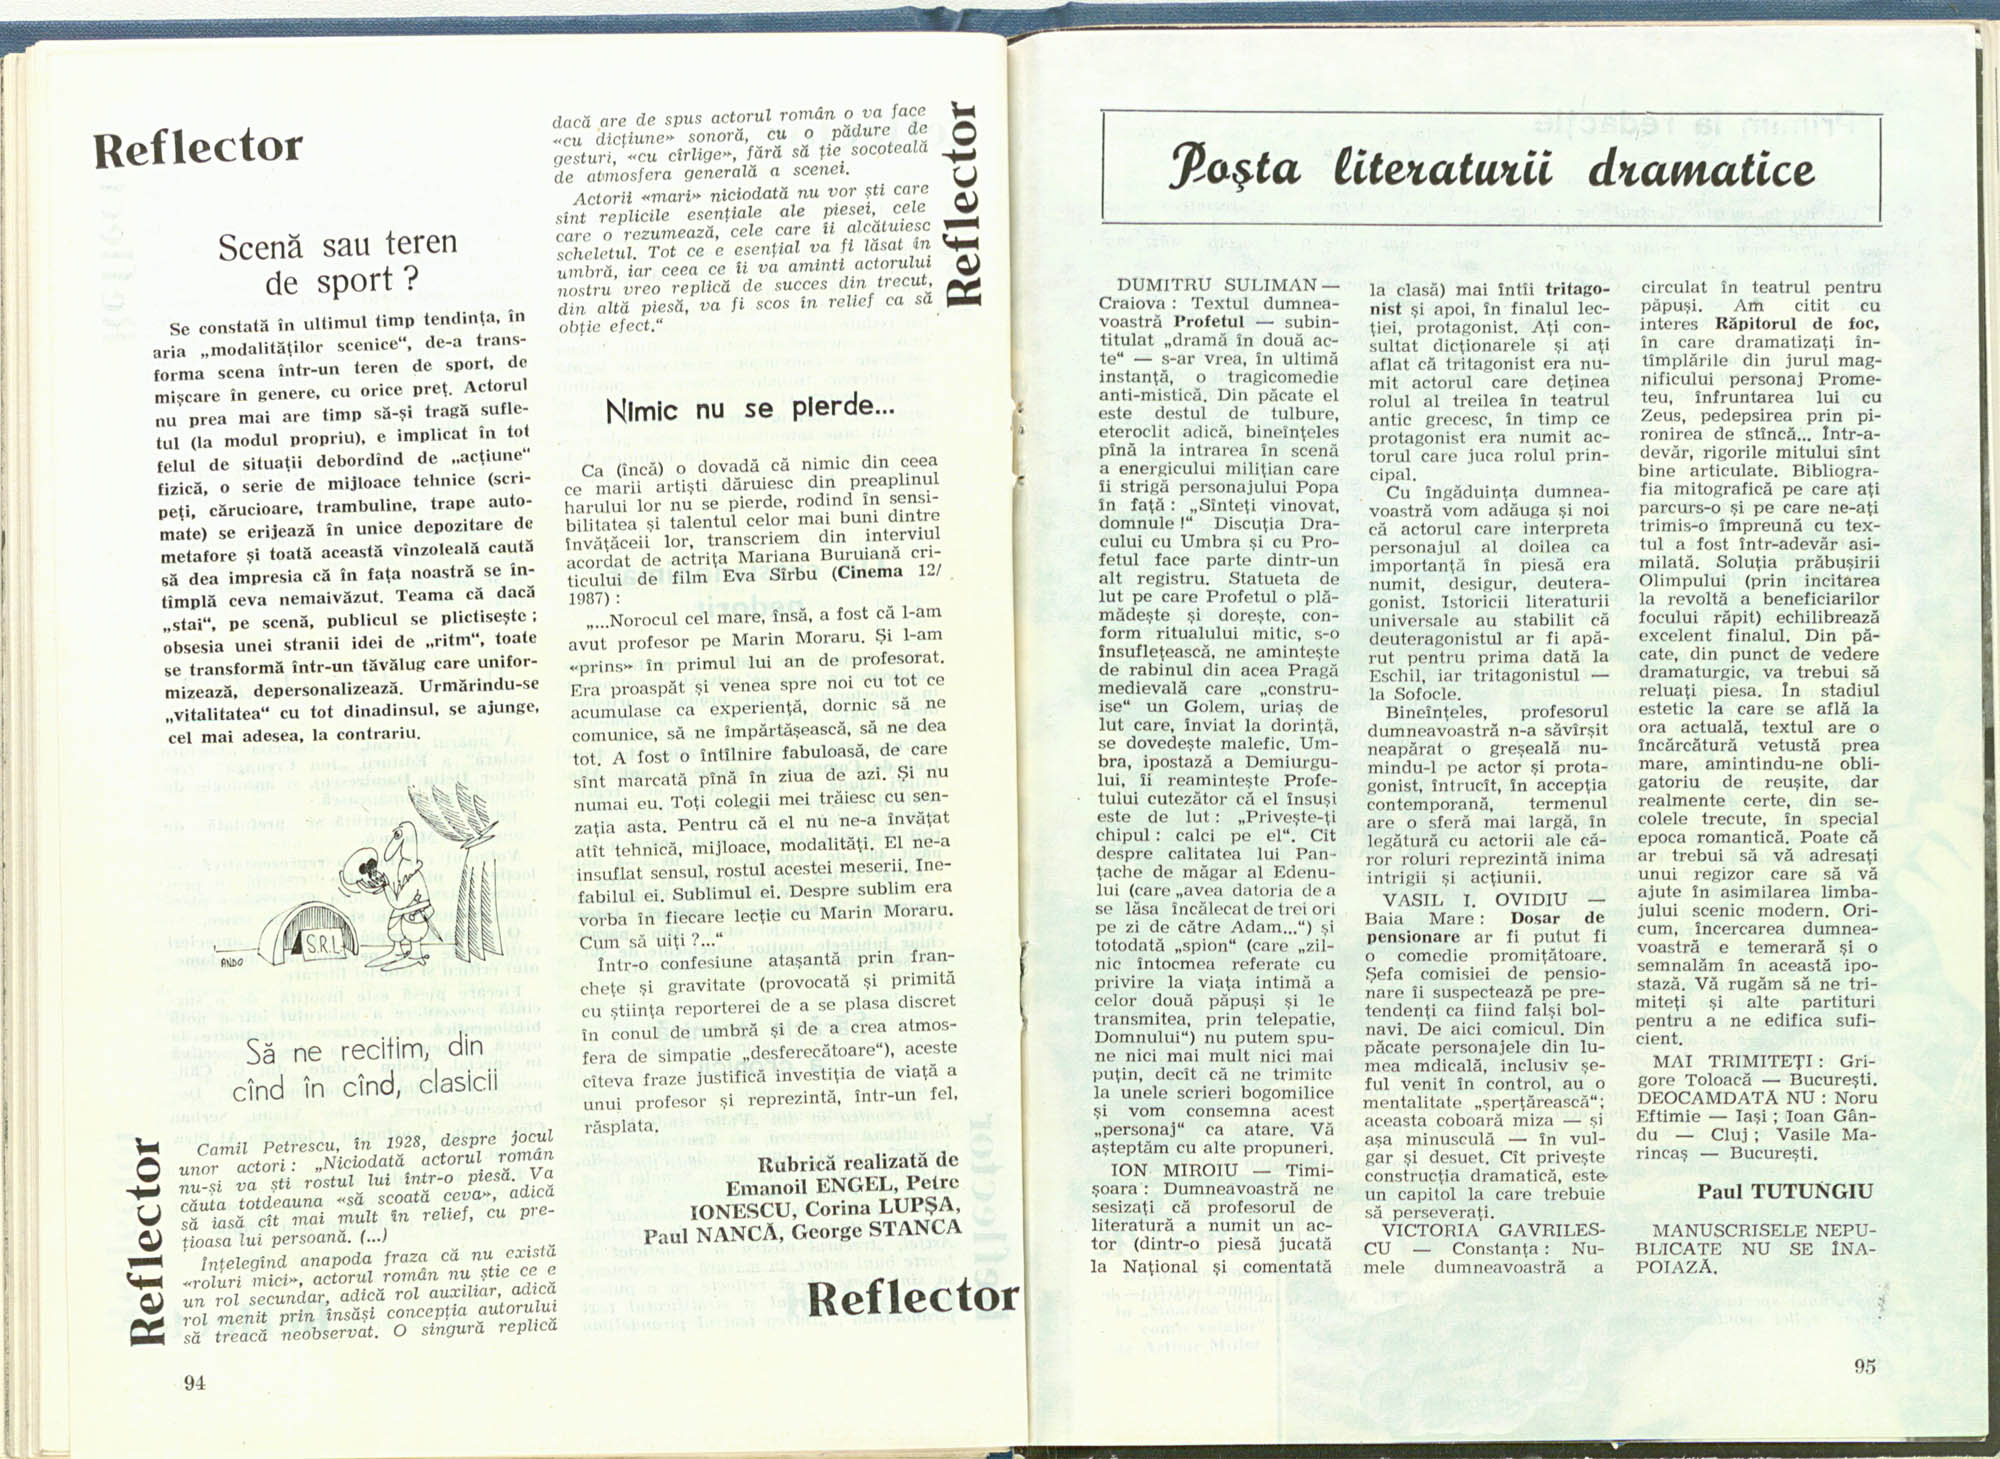 Reflector
Scenă sau teren
de sport ?
Se constată în ultimul timp tendința, în
aria „modalităților scenice“, de-a trans-
forma scena într-un teren de sport, de
mișcare în genere, cu orice preț. Actorul
nu prea mai are timp să-și tragă sufle-
tul (la modul propriu), e implicat în tot
felul de situații debordînd de „acțiune“
fizică, o serie de mijloace tehnice (scri-
peți, cărucioare, trambuline, trape auto-
mate) se erijează în unice depozitare de
metafore și toată această vînzoleală caută
să dea impresia că în fața noastră se în-
tîmplă ceva nemaivăzut. Teama că dacă
„stai“, pe scenă, publicul se plictisește ;
obsesia unei stranii idei de „ritm“, toate
se transformă într-un tăvălug care unifor-
mizează, depersonalizează. Urmărindu-se
„vitalitatea“ cu tot dinadinsul, se ajunge,
cel mai adesea, la contrariu.
S.R.L.
ANDO
Să ne recitim, din
cînd în cînd, clasicii
Reflector
Camil Petrescu, în 1928, despre jocul
unor actori : „Niciodată actorul român
nu-și va ști rostul lui într-o piesă. Va
căuta totdeauna «să scoată ceva», adică
să iasă cît mai mult în relief, cu pre-
țioasa lui persoană. (...)
Înțelegînd anapoda fraza că nu există
«roluri mici», actorul român nu știe ce e
un rol secundar, adică rol auxiliar, adică
rol menit prin însăși concepția autorului
să treacă neobservat. O singură replică
94
dacă are de spus actorul român o va face
«cu dicțiune» sonoră, cu o pădure de
gesturi, «cu cîrlige», fără să ție socoteală
de atmosfera generală a scenei.
Actorii «mari» niciodată nu vor ști care
sînt replicile esențiale ale piesei, cele
care o rezumează, cele care îi alcătuiesc
scheletul. Tot ce e esențial va fi lăsat în
umbră, iar ceea ce îi va aminti actorului
nostru vreo replică de succes din trecut,
din altă piesă, va fi scos în relief ca să
obție efect.“
Reflector
Nimic nu se pierde...
Ca (încă) o dovadă că nimic din ceea
ce marii artiști dăruiesc din preaplinul
harului lor nu se pierde, rodind în sensi-
bilitatea și talentul celor mai buni dintre
învățăceii lor, transcriem din interviul
acordat de actrița Mariana Buruiană cri-
ticului de film Eva Sîrbu (Cinema 12/
1987) :
„...Norocul cel mare, însă, a fost că l-am
avut profesor pe Marin Moraru. Și l-am
«prins» în primul lui an de profesorat.
Era proaspăt și venea spre noi cu tot ce
acumulase ca experiență, dornic să ne
comunice, să ne împărtășească, să ne dea
tot. A fost o întîlnire fabuloasă, de care
sînt marcată pînă în ziua de azi. Și nu
numai eu. Toți colegii mei trăiesc cu sen-
zația asta. Pentru că el nu ne-a învățat
atît tehnică, mijloace, modalități. El ne-a
insuflat sensul, rostul acestei meserii. Ine-
fabilul ei. Sublimul ei. Despre sublim era
vorba în fiecare lecție cu Marin Moraru.
Cum să uiți ?...“
Într-o confesiune atașantă prin fran-
chețe și gravitate (provocată și primită
cu știința reporterei de a se plasa discret
în conul de umbră și de a crea atmos-
fera de simpatie „desferecătoare“), aceste
cîteva fraze justifică investiția de viață a
unui profesor și reprezintă, într-un fel,
răsplata.
Rubrică realizată de
Emanoil ENGEL, Petre
IONESCU, Corina LUPȘA,
Paul NANCĂ, George STANCA
Reflector
Poșta literaturii dramatice
DUMITRU SULIMAN —
Craiova : Textul dumnea-
voastră Profetul — subin-
titulat „dramă în două ac-
te“ — s-ar vrea, în ultimă
instanță, o tragicomedie
anti-mistică. Din păcate el
este destul de tulbure,
eteroclit adică, bineînțeles
pînă la intrarea în scenă
a energicului milițian care
îi strigă personajului Popa
în față : „Sînteți vinovat,
domnule !“ Discuția Dra-
cului cu Umbra și cu Pro-
fetul face parte dintr-un
alt registru. Statueta de
lut pe care Profetul o plă-
mădește și dorește, con-
form ritualului mitic, s-o
însuflețească, ne amintește
de rabinul din acea Pragă
medievală care „constru-
ise“ un Golem, uriaș de
lut care, înviat la dorință,
se dovedește malefic. Um-
bra, ipostază a Demiurgu-
lui, îi reamintește Profe-
tului cutezător că el însuși
este de lut : „Privește-ți
chipul : calci pe el“. Cît
despre calitatea lui Pan-
tache de măgar al Edenu-
lui (care „avea datoria de a
se lăsa încălecat de trei ori
pe zi de către Adam...“) și
totodată „spion“ (care „zil-
nic întocmea referate cu
privire la viața intimă a
celor două păpuși și le
transmitea, prin telepatie,
Domnului“) nu putem spu-
ne nici mai mult nici mai
puțin, decît că ne trimite
la unele scrieri bogomilice
și vom consemna acest
„personaj“ ca atare. Vă
așteptăm cu alte propuneri.
ION MIROIU — Timi-
șoara : Dumneavoastră ne
sesizați că profesorul de
literatură a numit un ac-
tor (dintr-o piesă jucată
la Național și comentată
la clasă) mai întîi tritago-
nist și apoi, în finalul lec-
ției, protagonist. Ați con-
sultat dicționarele și ați
aflat că tritagonist era nu-
mit actorul care deținea
rolul al treilea în teatrul
antic grecesc, în timp ce
protagonist era numit ac-
torul care juca rolul prin-
cipal.
Cu îngăduința dumnea-
voastră vom adăuga și noi
că actorul care interpreta
personajul al doilea ca
importanță în piesă era
numit, desigur, deutera-
gonist. Istoricii literaturii
universale au stabilit că
deuteragonistul ar fi apă-
rut pentru prima dată la
Eschil, iar tritagonistul —
la Sofocle.
Bineînțeles, profesorul
dumneavoastră n-a săvîrșit
neapărat o greșeală nu-
mindu-l pe actor și prota-
gonist, întrucît, în accepția
contemporană, termenul
are o sferă mai largă, în
legătură cu actorii ale că-
ror roluri reprezintă inima
intrigii și acțiunii.
VASIL I. OVIDIU —
Baia Mare : Dosar de
pensionare ar fi putut fi
o comedie promițătoare.
Șefa comisiei de pensio-
nare îi suspectează pe pre-
tendenți ca fiind falși bol-
navi. De aici comicul. Din
păcate personajele din lu-
mea mdicală, inclusiv șe-
ful venit în control, au o
mentalitate „șperțărească“;
aceasta coboară miza — și
așa minusculă — în vul-
gar și desuet. Cît privește
construcția dramatică, este
un capitol la care trebuie
să perseverați.
VICTORIA GAVRILES-
CU — Constanța : Nu-
mele dumneavoastră a
circulat în teatrul pentru
păpuși. Am citit cu
interes Răpitorul de foc,
în care dramatizați în-
tîmplările din jurul mag-
nificului personaj Prome-
teu, înfruntarea lui cu
Zeus, pedepsirea prin pi-
ronirea de stîncă... Într-a-
devăr, rigorile mitului sînt
bine articulate. Bibliogra-
fia mitografică pe care ați
parcurs-o și pe care ne-ați
trimis-o împreună cu tex-
tul a fost într-adevăr asi-
milată. Soluția prăbușirii
Olimpului (prin incitarea
la revoltă a beneficiarilor
focului răpit) echilibrează
excelent finalul. Din pă-
cate, din punct de vedere
dramaturgic, va trebui să
reluați piesa. În stadiul
estetic la care se află la
ora actuală, textul are o
încărcătură vetustă prea
mare, amintindu-ne obli-
gatoriu de reușite, dar
realmente certe, din se-
colele trecute, în special
epoca romantică. Poate că
ar trebui să vă adresați
unui regizor care să vă
ajute în asimilarea limba-
jului scenic modern. Ori-
cum, încercarea dumnea-
voastră e temerară și o
semnalăm în această ipo-
stază. Vă rugăm să ne tri-
miteți și alte partituri
pentru a ne edifica sufi-
cient.
MAI TRIMITEȚI : Gri-
gore Toloacă — București.
DEOCAMDATĂ NU : Noru
Eftimie — Iași ; Ioan Gân-
du — Cluj ; Vasile Ma-
rincaș — București.
Paul TUTUNGIU
MANUSCRISELE NEPU-
BLICATE NU SE ÎNA-
POIAZĂ.
95